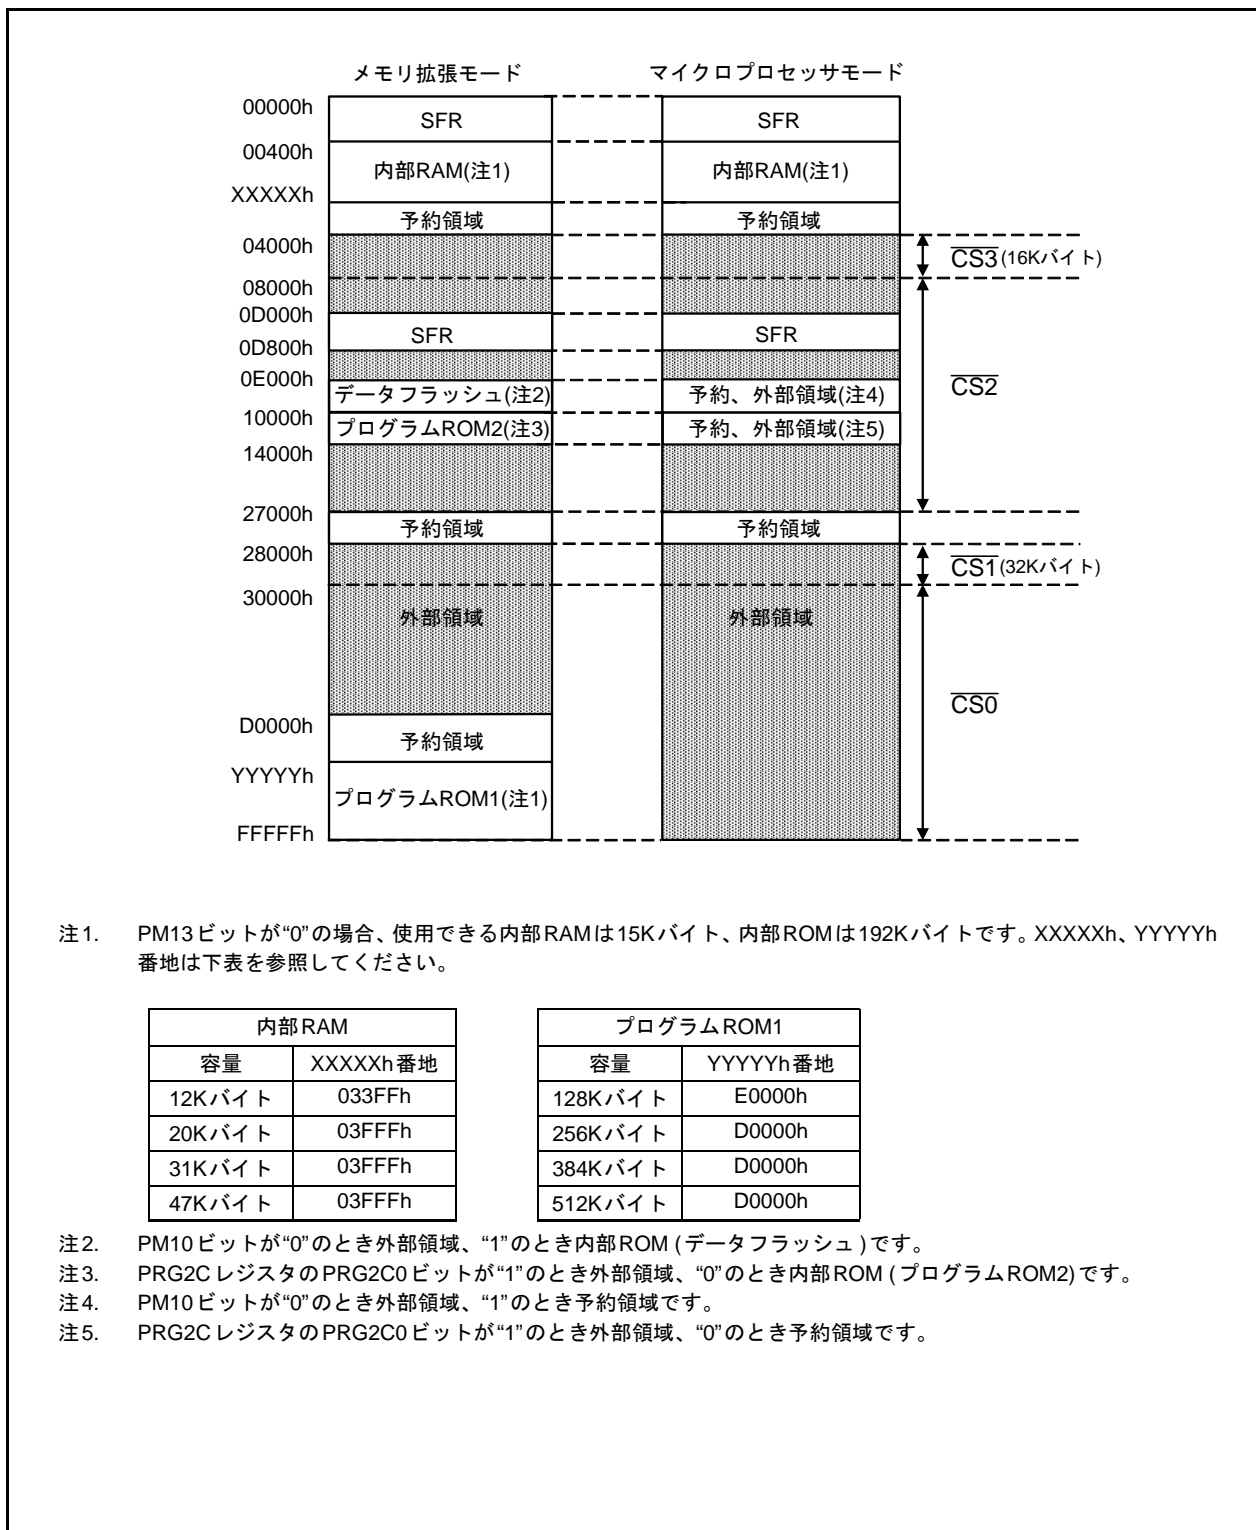 メモリ拡張モード マイクロプロセッサモード
00000h
SFR SFR
00400h
内部RAM(注1) 内部RAM(注1)
XXXXXh
予約領域 予約領域
04000h
CS3(16Kバイト)
08000h
0D000h
SFR SFR
0D800h
0E000h
データフラッシュ(注2) 予約、外部領域(注4) CS2
10000h
プログラムROM2(注3) 予約、外部領域(注5)
14000h
27000h
予約領域 予約領域
28000h
CS1(32Kバイト)
30000h
外部領域 外部領域
CS0
D0000h
予約領域
YYYYYh
プログラムROM1(注1)
FFFFFh
注1. PM13ビットが“0”の場合、使用できる内部RAMは15Kバイト、内部ROMは192Kバイトです。XXXXXh、YYYYYh
番地は下表を参照してください。
内部RAM プログラムROM1
容量 XXXXXh番地 容量 YYYYYh番地
12Kバイト 033FFh 128Kバイト E0000h
20Kバイト 03FFFh 256Kバイト D0000h
31Kバイト 03FFFh 384Kバイト D0000h
47Kバイト 03FFFh 512Kバイト D0000h
注2. PM10ビットが“0”のとき外部領域、“1”のとき内部ROM (データフラッシュ)です。
注3. PRG2CレジスタのPRG2C0ビットが“1”のとき外部領域、“0”のとき内部ROM (プログラムROM2)です。
注4. PM10ビットが“0”のとき外部領域、“1”のとき予約領域です。
注5. PRG2CレジスタのPRG2C0ビットが“1”のとき外部領域、“0”のとき予約領域です。